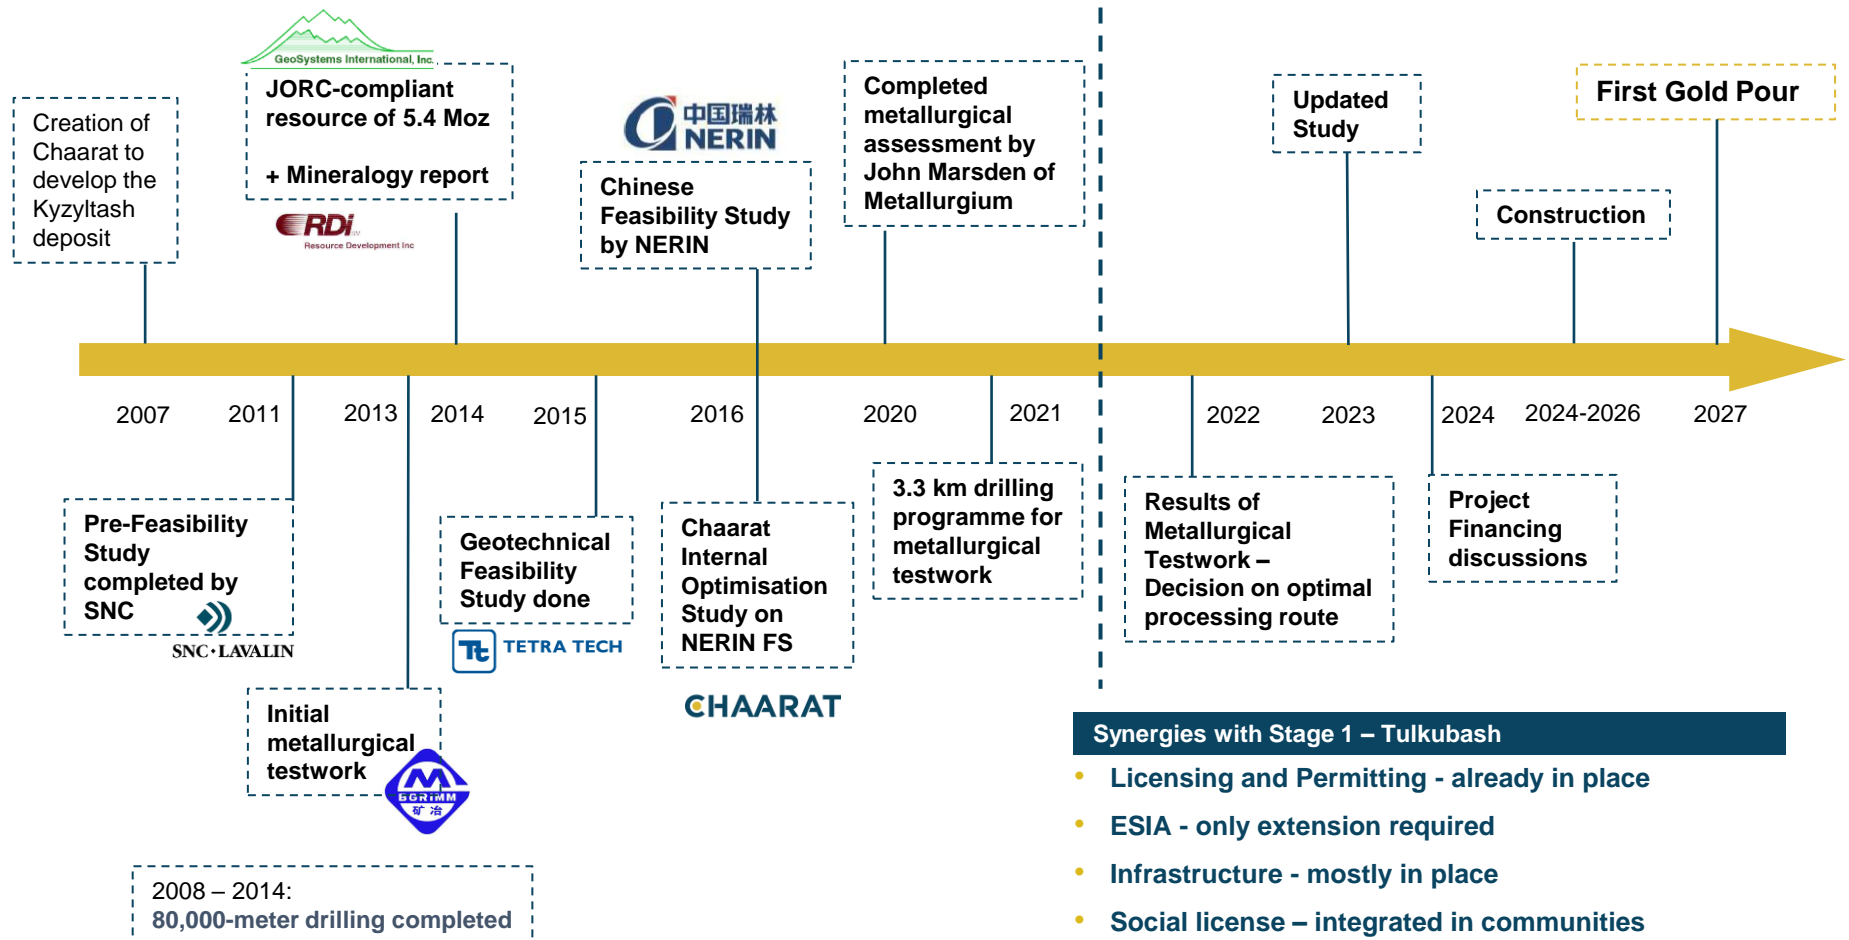 GeoSystems International, Inc.
Creation of
Chaarat to
develop the
Kyzyltash
deposit
JORC-compliant
resource of 5.4 Moz
+ Mineralogy report
RDi
Resource Development Inc
中国瑞林
NERIN
Chinese
Feasibility Study
by NERIN
Completed
metallurgical
assessment by
John Marsden of
Metallurgium
Updated
Study
Construction
First Gold Pour
2007
2011
2013
2014
2015
2016
2020
2021
2022
2023
2024
2024-2026
2027
Pre-Feasibility
Study
completed by
SNC
SNC·LAVALIN
Initial
metallurgical
testwork
BGRIMM
矿冶
Geotechnical
Feasibility
Study done
Tt
TETRA TECH
Chaarat
Internal
Optimisation
Study on
NERIN FS
CHAARAT
3.3 km drilling
programme for
metallurgical
testwork
Results of
Metallurgical
Testwork –
Decision on optimal
processing route
Project
Financing
discussions
2008 – 2014:
80,000-meter drilling completed
Synergies with Stage 1 – Tulkubash
• Licensing and Permitting - already in place
• ESIA - only extension required
• Infrastructure - mostly in place
• Social license – integrated in communities